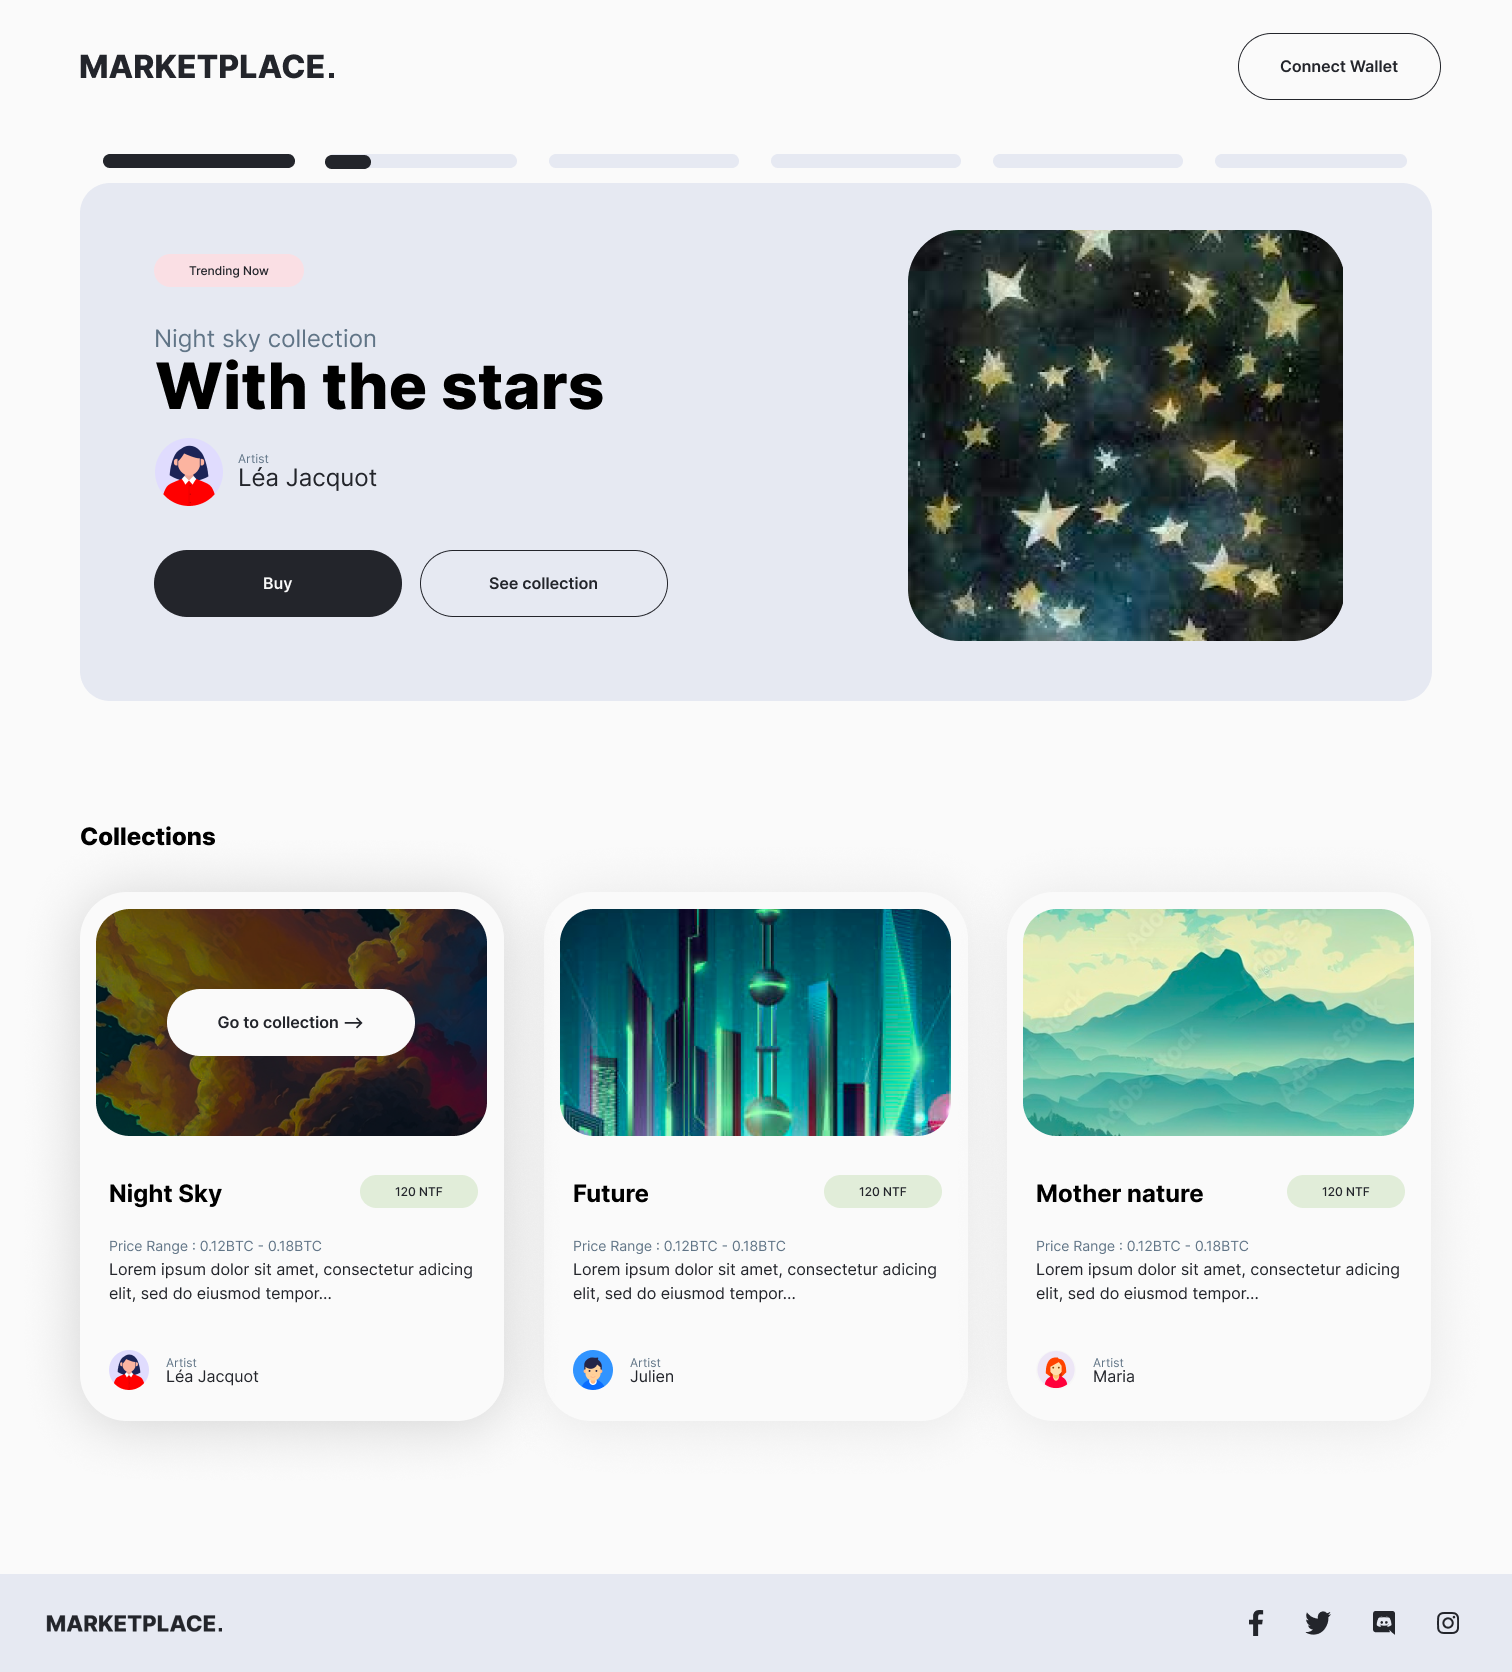 MARKETPLACE.
Connect Wallet
Trending Now
Night sky collection
With the stars
Artist
Léa Jacquot
Buy
See collection
Collections
Go to collection →
Night Sky
120 NTF
Price Range : 0.12BTC - 0.18BTC
Lorem ipsum dolor sit amet, consectetur adicing
elit, sed do eiusmod tempor...
Artist
Léa Jacquot
Future
120 NTF
Price Range : 0.12BTC - 0.18BTC
Lorem ipsum dolor sit amet, consectetur adicing
elit, sed do eiusmod tempor...
Artist
Julien
Adobe Stock
Adobe Stock
Mother nature
120 NTF
Price Range : 0.12BTC - 0.18BTC
Lorem ipsum dolor sit amet, consectetur adicing
elit, sed do eiusmod tempor...
Artist
Maria
MARKETPLACE.